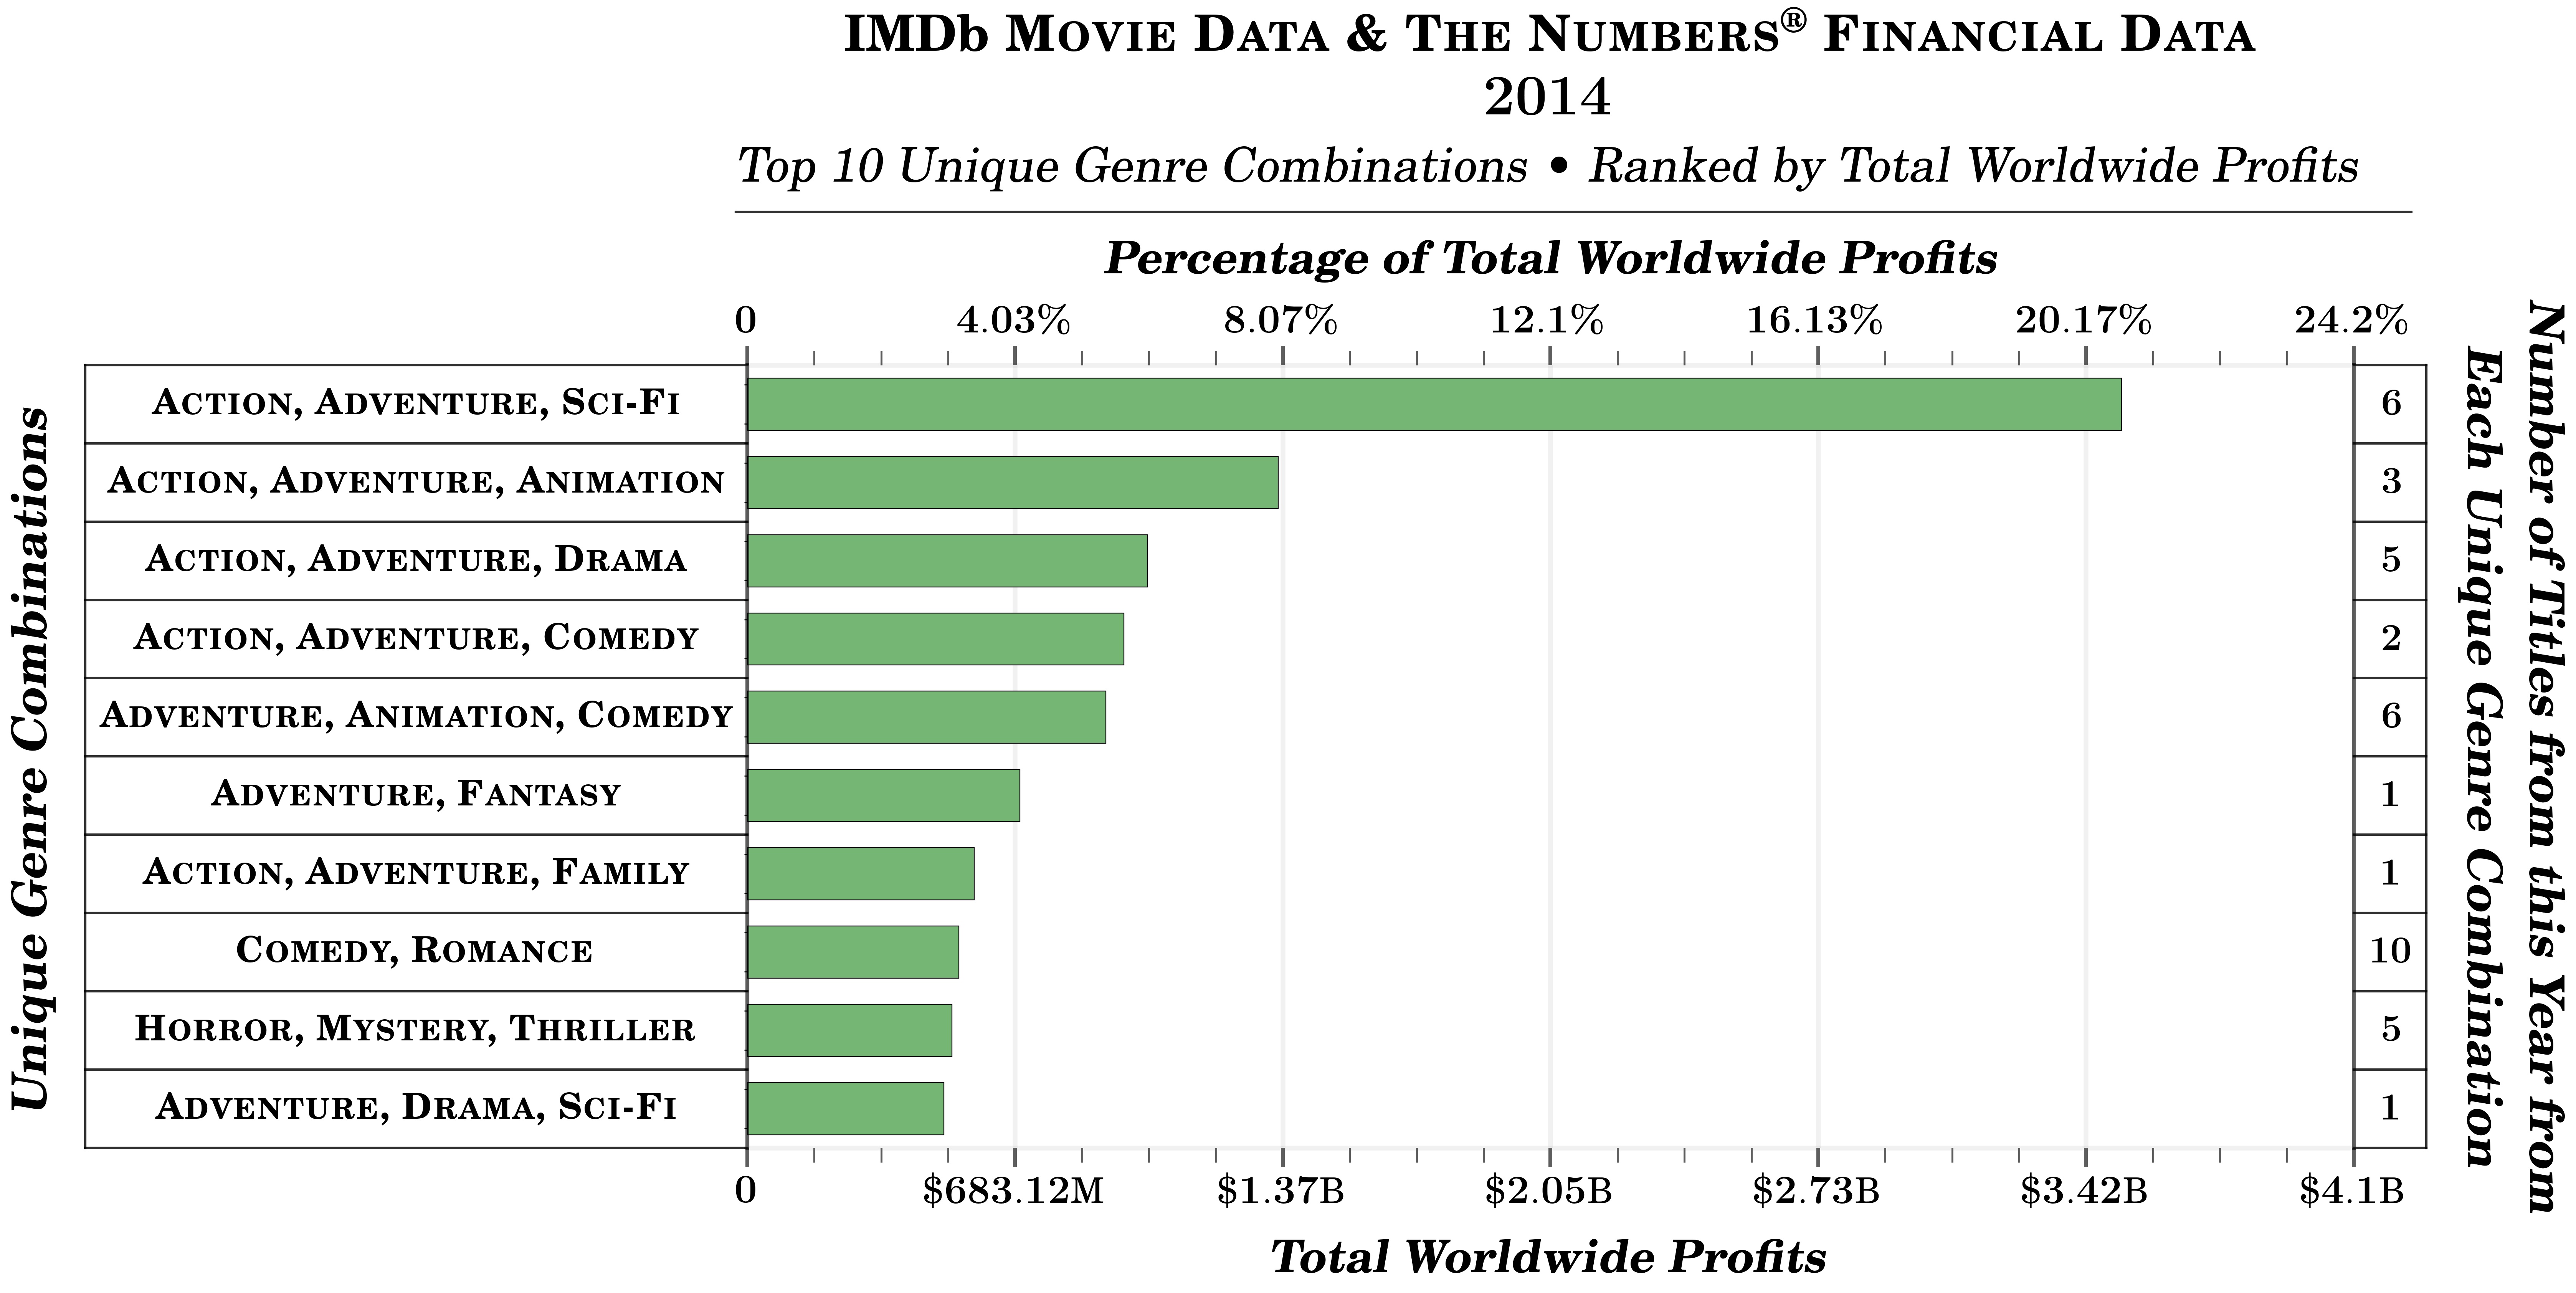 IMDb Movie Data & The Numbers® Financial Data
2014
Top 10 Unique Genre Combinations • Ranked by Total Worldwide Profits
Percentage of Total Worldwide Profits
0 4.03% 8.07% 12.1% 16.13% 20.17% 24.2%
Unique Genre Combinations
Action, Adventure, Sci-Fi 6
Action, Adventure, Animation 3
Action, Adventure, Drama 5
Action, Adventure, Comedy 2
Adventure, Animation, Comedy 6
Adventure, Fantasy 1
Action, Adventure, Family 1
Comedy, Romance 10
Horror, Mystery, Thriller 5
Adventure, Drama, Sci-Fi 1
Number of Titles from this Year from
Each Unique Genre Combination
0 $683.12M $1.37B $2.05B $2.73B $3.42B $4.1B
Total Worldwide Profits